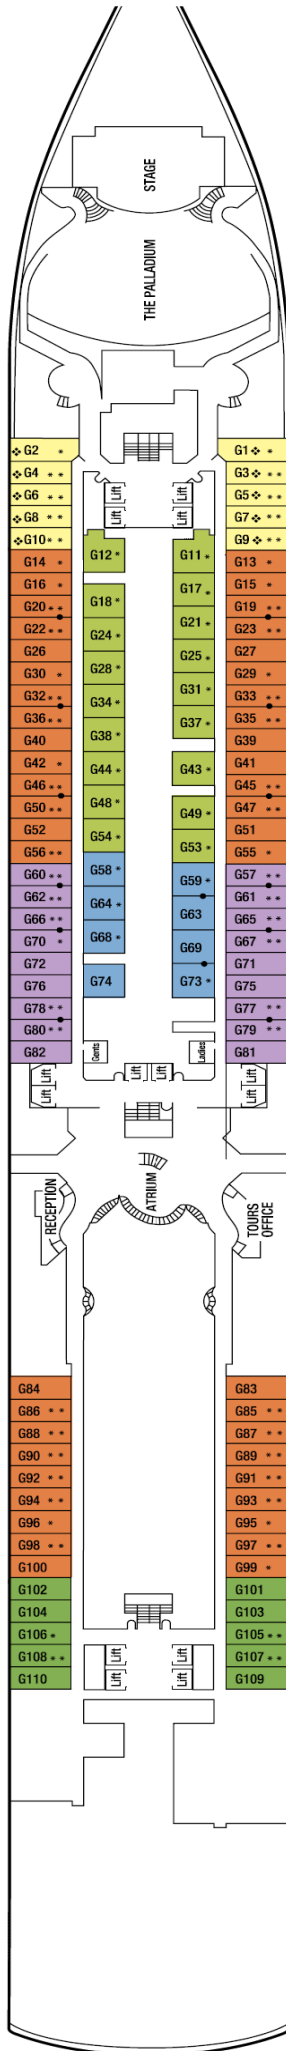 STAGE
THE PALLADIUM
❖ G2 *
G1 ❖ *
❖ G4 * *
G3 ❖ * *
❖ G6 * *
G5 ❖ * *
❖ G8 * *
G7 ❖ * *
❖ G10 * *
G9 ❖ * *
Lift
Lift
Lift
Lift
G14 *
G12 *
G11 *
G13 *
G16 *
G15 *
G20 * *
G18 *
G17 *
G19 * *
G22 * *
G24 *
G21 *
G23 * *
G26
G28 *
G25 *
G27
G30 *
G29 *
G32 * *
G34 *
G31 *
G33 * *
G36 * *
G38 *
G37 *
G35 * *
G40
G39
G42 *
G44 *
G43 *
G41
G46 * *
G45 * *
G50 * *
G48 *
G49 *
G47 * *
G52
G54 *
G53 *
G51
G56 * *
G55 *
G60 * *
G58 *
G59 *
G57 * *
G62 * *
G64 *
G63
G61 * *
G66 * *
G65 * *
G70 *
G68 *
G69
G67 * *
G72
G71
G76
G74
G73 *
G75
G78 * *
G77 * *
G80 * *
G79 * *
G82
Gents
Ladies
G81
Lift
Lift
Lift
Lift
Lift
Lift
ATRIUM
RECEPTION
TOURS
OFFICE
G84
G83
G86 * *
G85 * *
G88 * *
G87 * *
G90 * *
G89 * *
G92 * *
G91 * *
G94 * *
G93 * *
G96 *
G95 *
G98 * *
G97 * *
G100
G99 *
G102
G101
G104
G103
G106 *
G105 * *
G108 * *
G107 * *
G110
G109
Lift
Lift
Lift
Lift